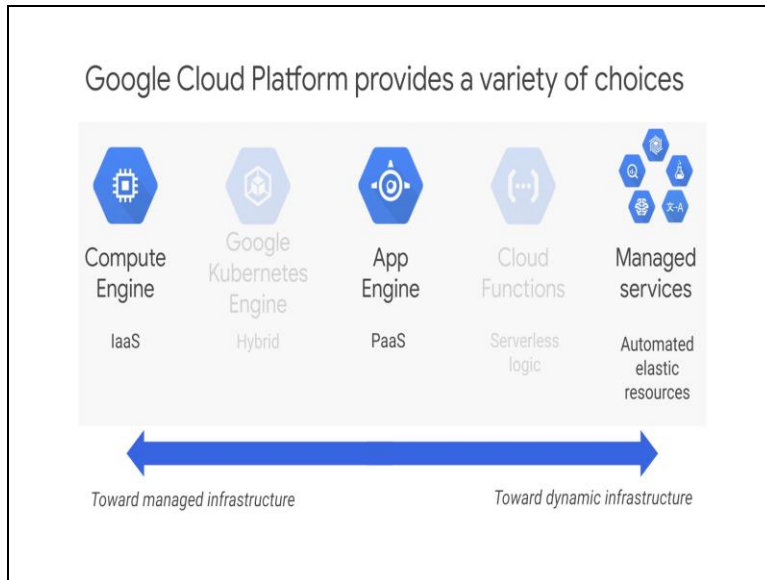 Google Cloud Platform provides a variety of choices
Compute
Engine
IaaS
Google
Kubernetes
Engine
Hybrid
App
Engine
PaaS
Cloud
Functions
Serverless
logic
文→A
Managed
services
Automated
elastic
resources
Toward managed infrastructure
Toward dynamic infrastructure